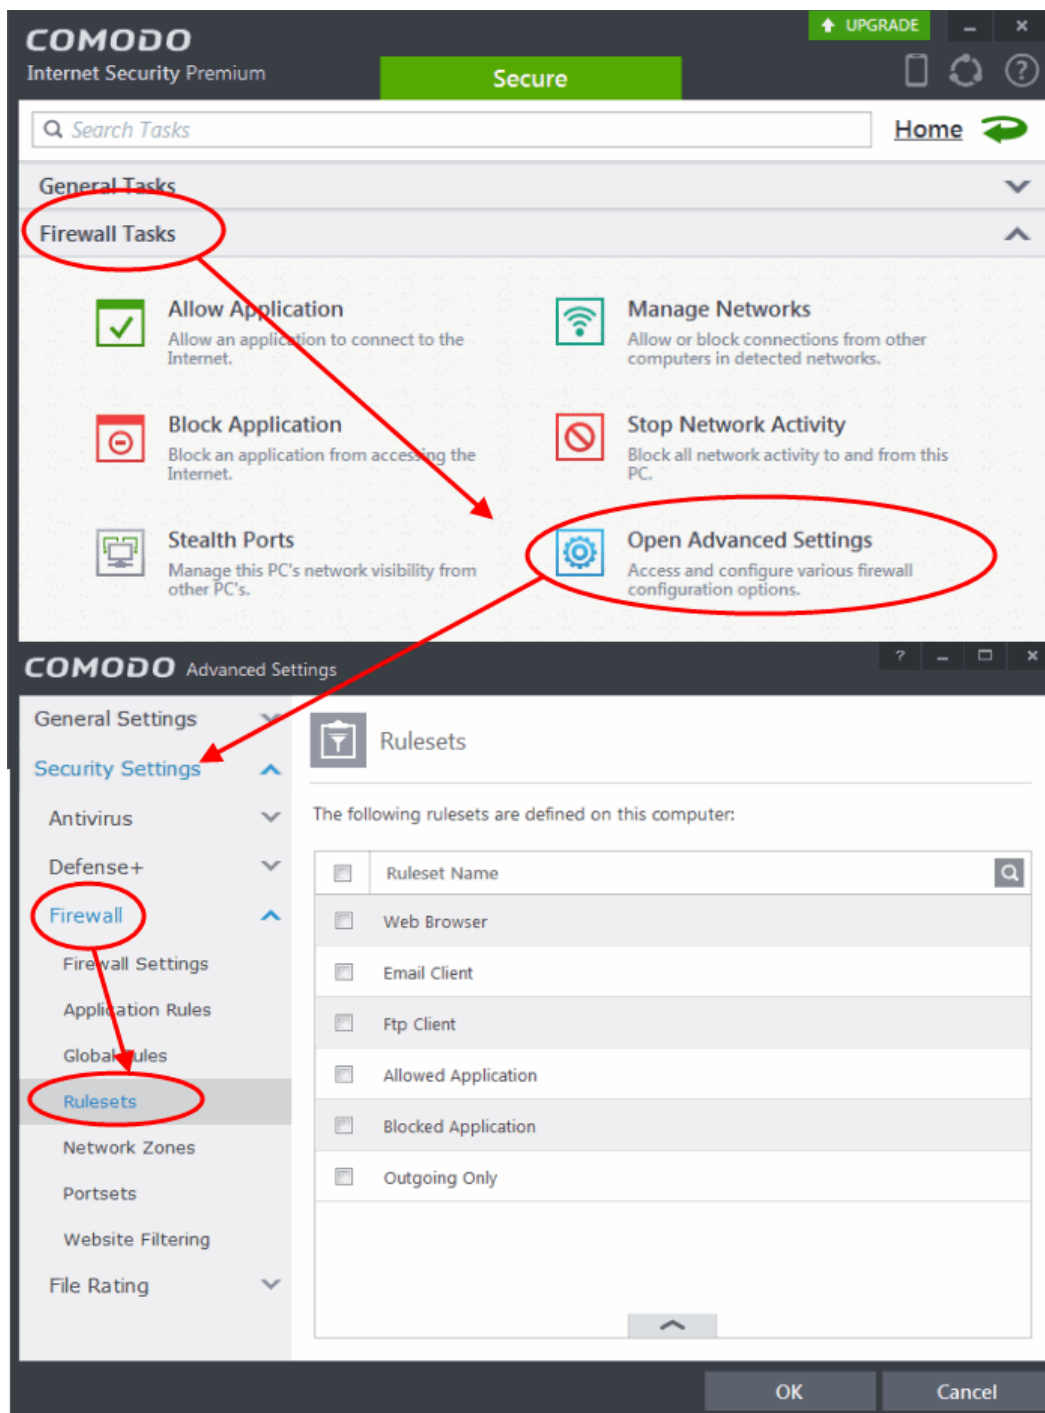 COMODO
UPGRADE
Internet Security Premium
Secure
Search Tasks
Home
General Tasks
Firewall Tasks
Allow Application
Allow an application to connect to the
Internet.
Manage Networks
Allow or block connections from other
computers in detected networks.
Block Application
Block an application from accessing the
Internet.
Stop Network Activity
Block all network activity to and from this
PC.
Stealth Ports
Manage this PC's network visibility from
other PC's.
Open Advanced Settings
Access and configure various firewall
configuration options.
COMODO Advanced Settings
General Settings
Security Settings
Antivirus
Defense+
Firewall
Firewall Settings
Application Rules
Global Rules
Rulesets
Network Zones
Portsets
Website Filtering
File Rating
Rulesets
The following rulesets are defined on this computer:
Ruleset Name
Web Browser
Email Client
Ftp Client
Allowed Application
Blocked Application
Outgoing Only
OK
Cancel